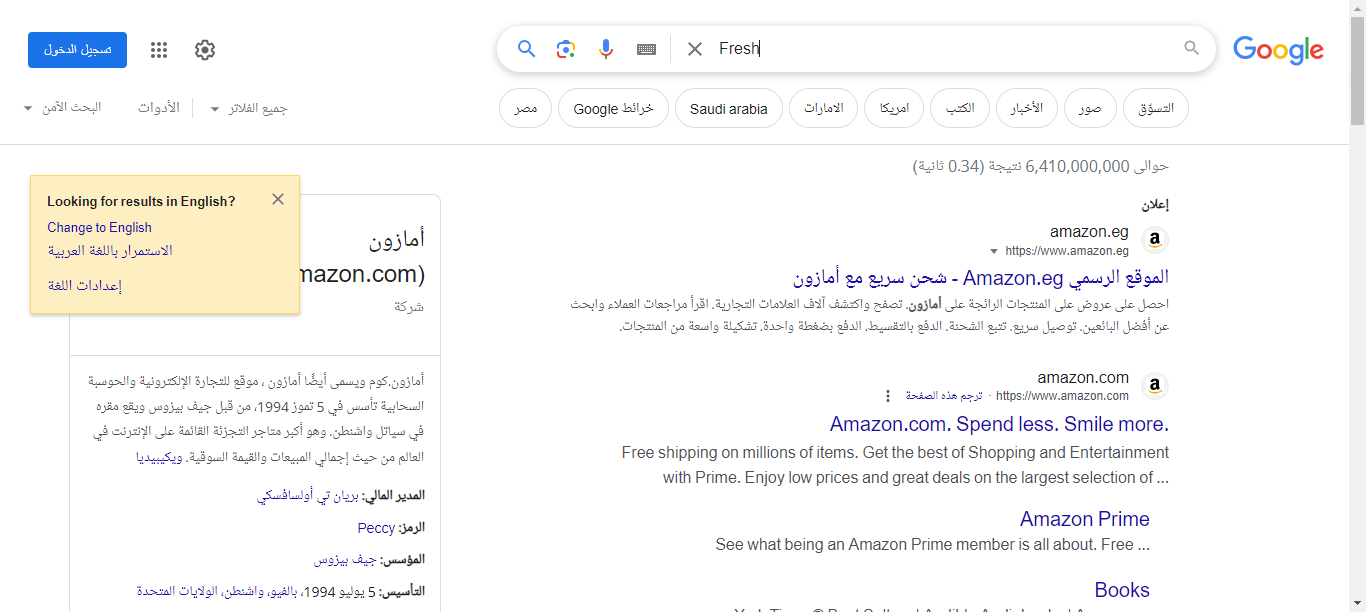 Google
Fresh
تسجيل الدخول
التسوّق
صور
الأخبار
الكتب
امريكا
الامارات
Saudi arabia
خرائط Google
مصر
جميع الفلاتر
الأدوات
البحث الآمن
حوالى 6,410,000,000 نتيجة (0.34 ثانية)
إعلان
amazon.eg
https://www.amazon.eg
الموقع الرسمي Amazon.eg - شحن سريع مع أمازون
احصل على عروض على المنتجات الرائجة على أمازون. تصفح واكتشف آلاف العلامات التجارية. اقرأ مراجعات العملاء وابحث
عن أفضل البائعين. توصيل سريع. تتبع الشحنة. الدفع بالتقسيط. الدفع بضغطة واحدة. تشكيلة واسعة من المنتجات.
amazon.com
https://www.amazon.com · ترجم هذه الصفحة
Amazon.com. Spend less. Smile more.
Free shipping on millions of items. Get the best of Shopping and Entertainment
with Prime. Enjoy low prices and great deals on the largest selection of ...
Amazon Prime
See what being an Amazon Prime member is all about. Free ...
Books
Looking for results in English?
Change to English
الاستمرار باللغة العربية
إعدادات اللغة
أمازون
mazon.com)
شركة
أمازون.كوم ويسمى أيضًا أمازون ، موقع للتجارة الإلكترونية والحوسبة
السحابية تأسس في 5 تموز 1994، من قبل جيف بيزوس ويقع مقره
في سياتل واشنطن. وهو أكبر متاجر التجزئة القائمة على الإنترنت في
العالم من حيث إجمالي المبيعات والقيمة السوقية. ويكيبيديا
المدير المالي: بريان تي أولسافسكي
الرمز: Peccy
المؤسس: جيف بيزوس
التأسيس: 5 يوليو 1994، بالفيو، واشنطن، الولايات المتحدة